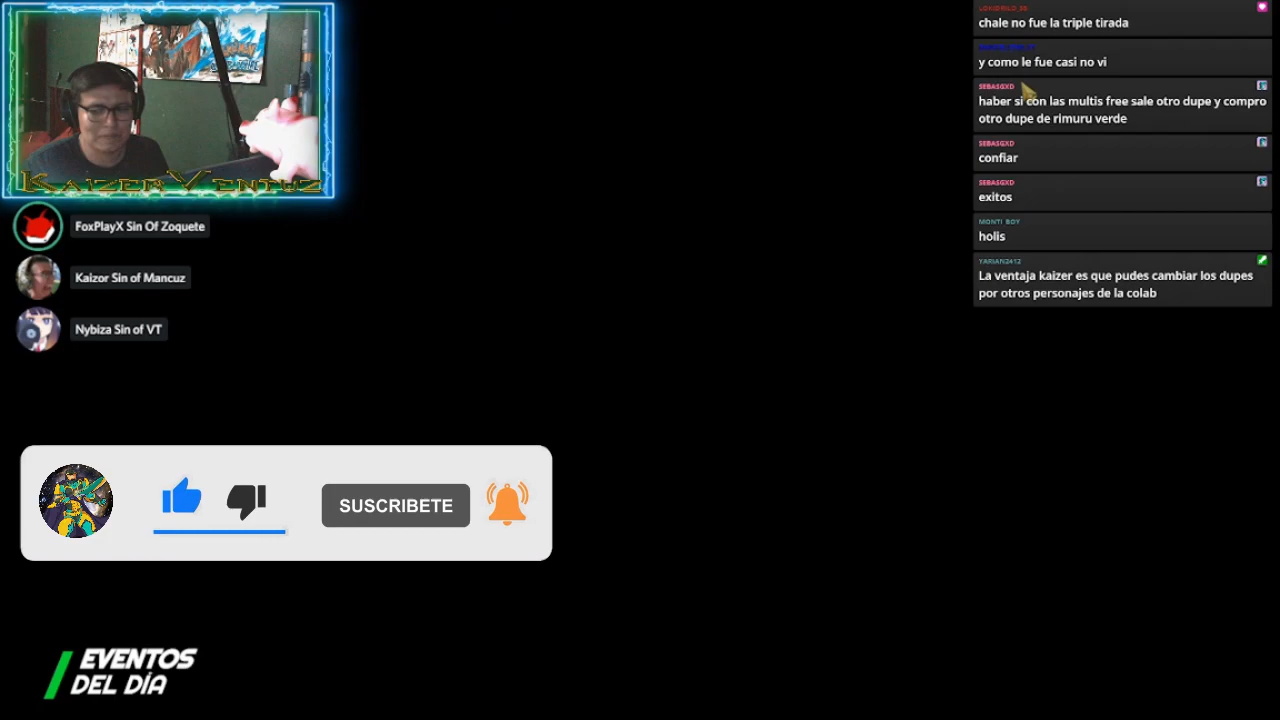 KAIZERVENTUZ
FoxPlayX Sin Of Zoquete
Kaizor Sin of Mancuz
Nybiza Sin of VT
SUSCRIBETE
EVENTOS
DEL DÍA
chale no fue la triple tirada
y como le fue casi no vi
SEBASGXD
haber si con las multis free sale otro dupe y compro
otro dupe de rimuru verde
SEBASGXD
confiar
SEBASGXD
exitos
MONTI BOY
holis
YARIAN2412
La ventaja kaizer es que pudes cambiar los dupes
por otros personajes de la colab